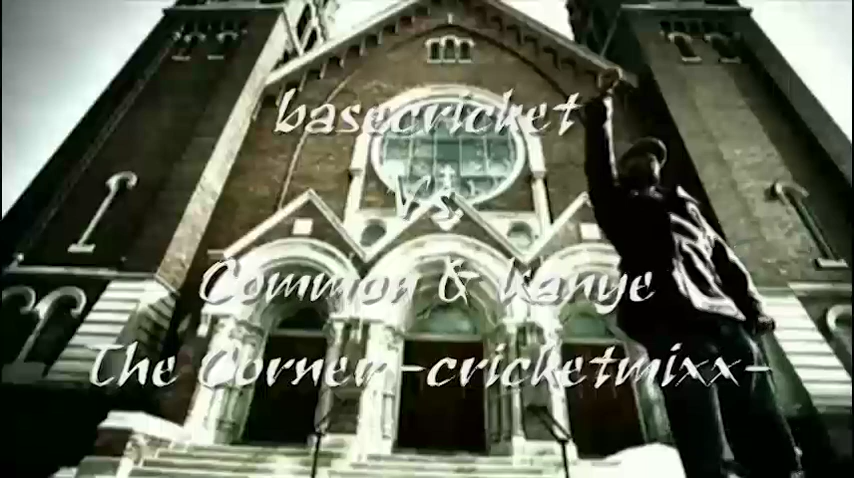 basecricket
Vs.
Common & Kanye
The Corner -cricketmixx-